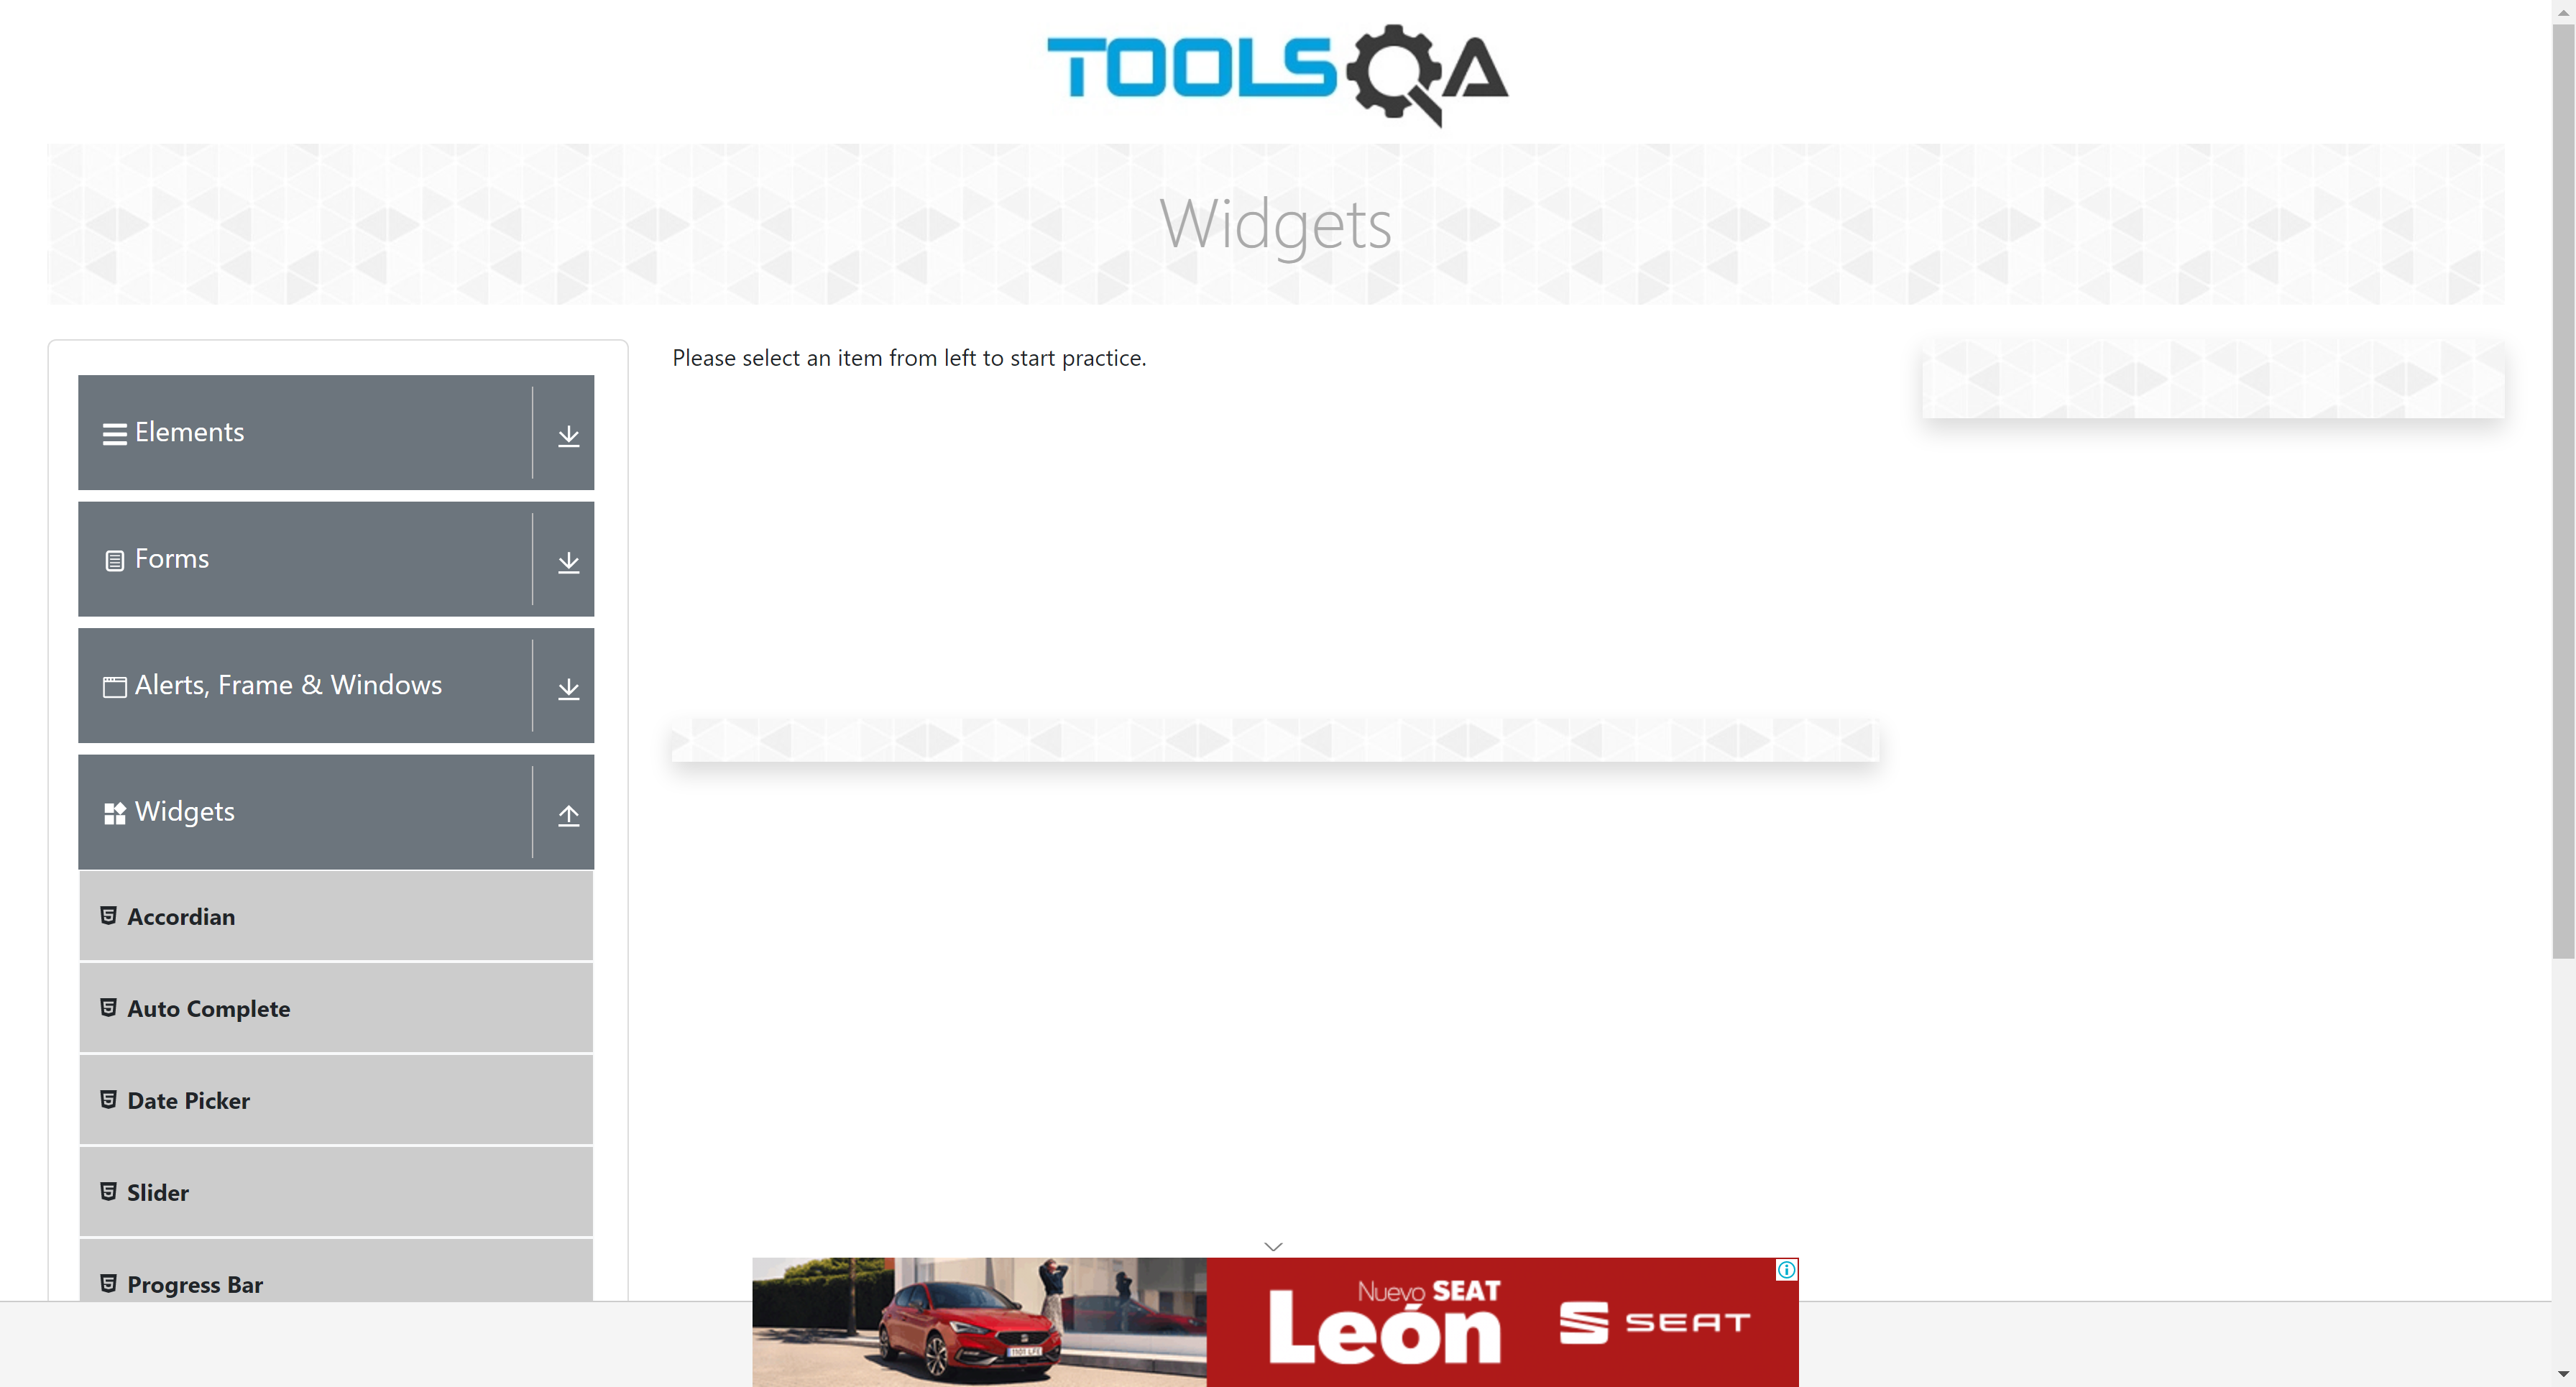 TOOLSQA
Widgets
Please select an item from left to start practice.
Elements
Forms
Alerts, Frame & Windows
Widgets
Accordian
Auto Complete
Date Picker
Slider
Progress Bar
Nuevo SEAT
León
SEAT